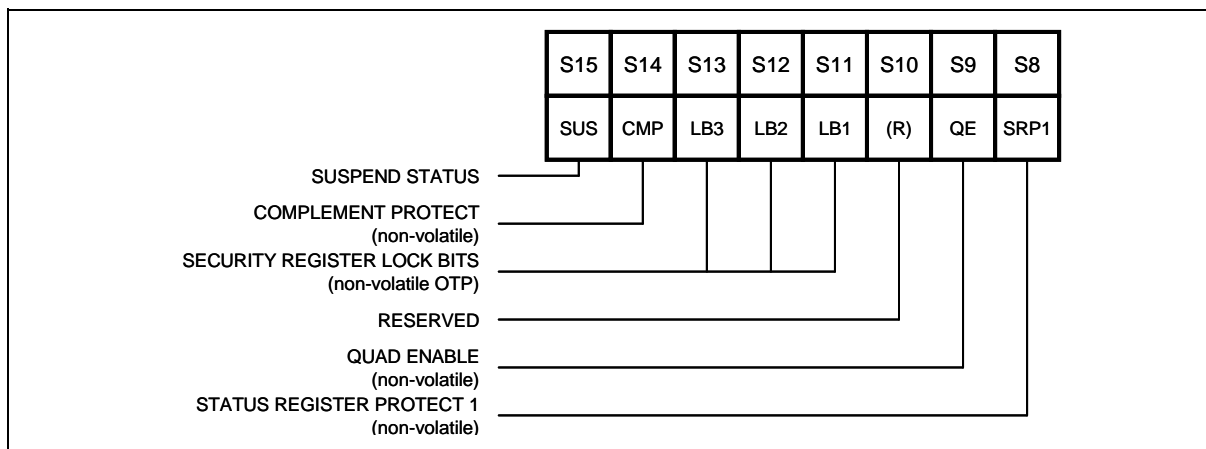 S15 S14 S13 S12 S11 S10 S9 S8
SUS CMP LB3 LB2 LB1 (R) QE SRP1
SUSPEND STATUS
COMPLEMENT PROTECT
(non-volatile)
SECURITY REGISTER LOCK BITS
(non-volatile OTP)
RESERVED
QUAD ENABLE
(non-volatile)
STATUS REGISTER PROTECT 1
(non-volatile)